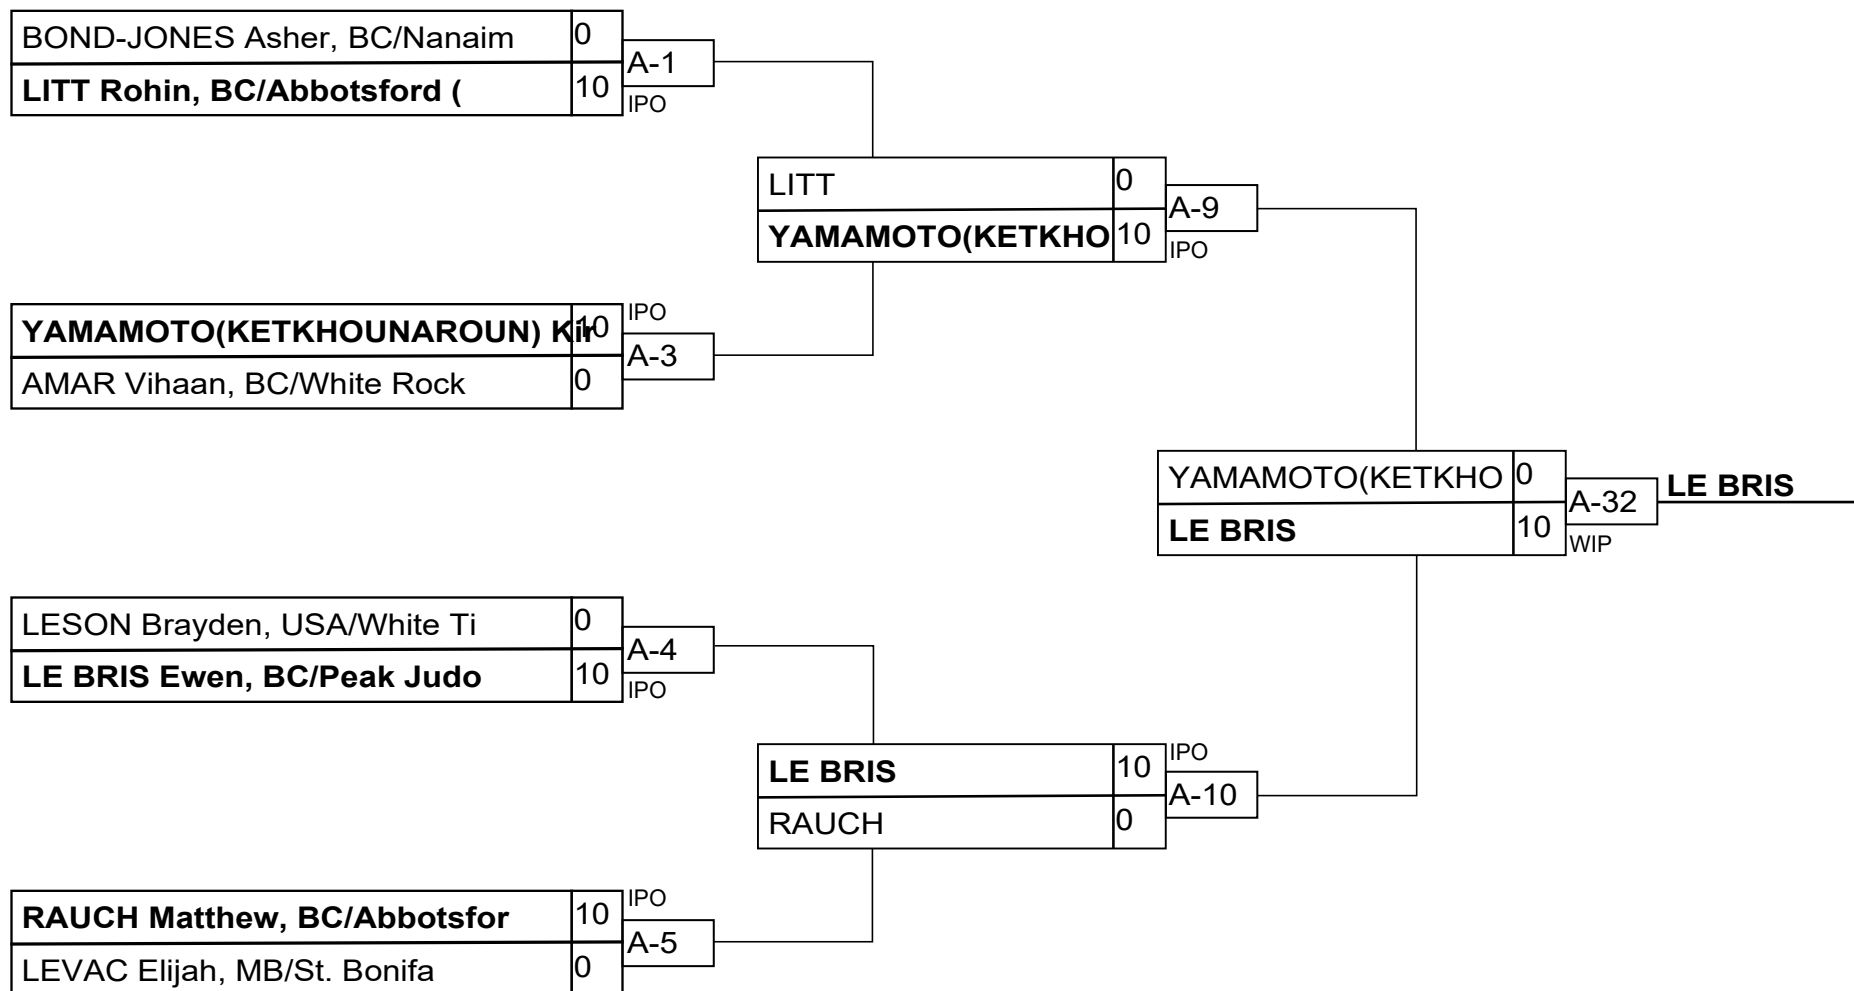 BOND-JONES Asher, BC/Nanaim 0
A-1
LITT Rohin, BC/Abbotsford ( 10
IPO
LITT 0
A-9
YAMAMOTO(KETKHO 10
IPO
IPO
YAMAMOTO(KETKHOUNAROUN) Kir 10
A-3
AMAR Vihaan, BC/White Rock 0
YAMAMOTO(KETKHO 0
A-32 LE BRIS
LE BRIS 10
WIP
LESON Brayden, USA/White Ti 0
A-4
LE BRIS Ewen, BC/Peak Judo 10
IPO
IPO
LE BRIS 10
A-10
RAUCH 0
IPO
RAUCH Matthew, BC/Abbotsfor 10
A-5
LEVAC Elijah, MB/St. Bonifa 0